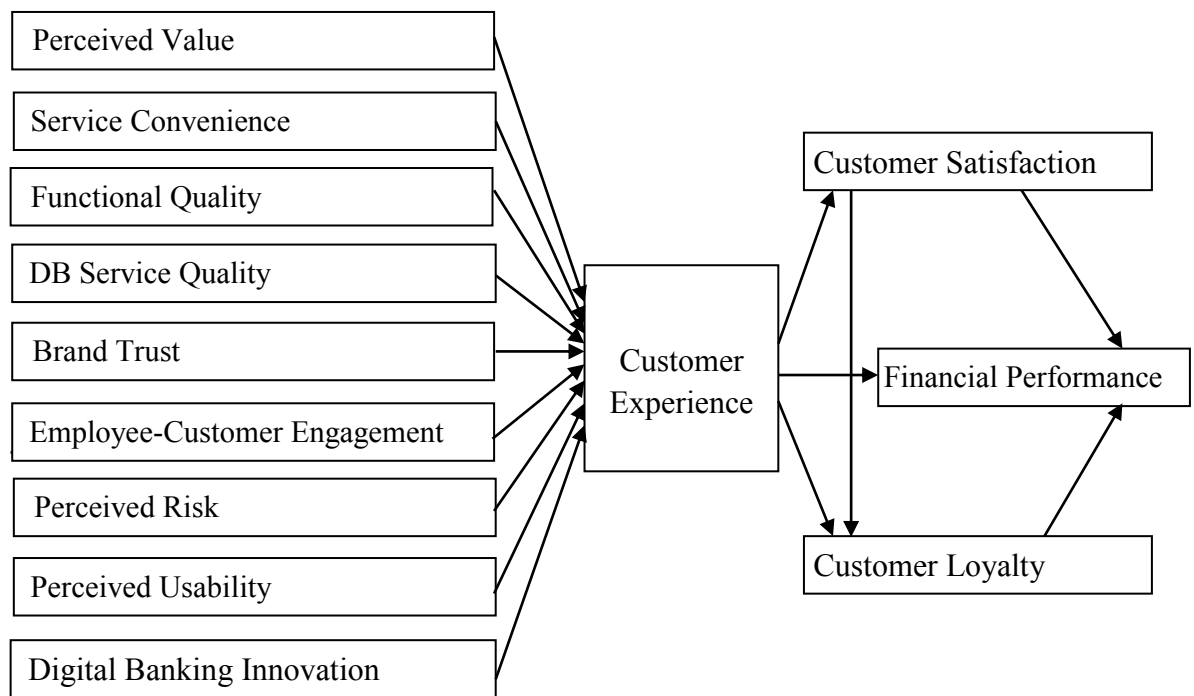 Perceived Value
Service Convenience
Functional Quality
DB Service Quality
Brand Trust
Employee-Customer Engagement
Perceived Risk
Perceived Usability
Digital Banking Innovation
Customer
Experience
Customer Satisfaction
Financial Performance
Customer Loyalty